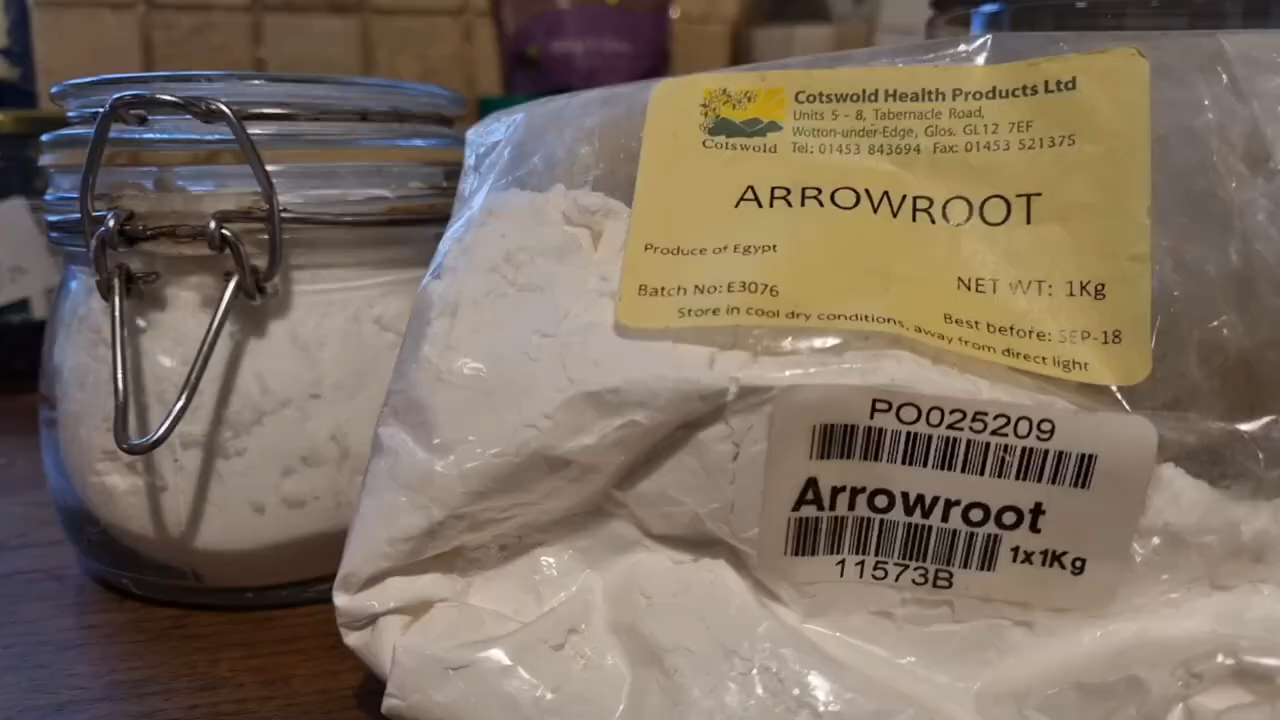 Cotswold Health Products Ltd
Units 5 - 8, Tabernacle Road,
Wotton-under-Edge, Glos. GL12 7EF
Cotswold
Tel: 01453 843694 Fax: 01453 521375
ARROWROOT
Produce of Egypt
Batch No: E3076
NET WT: 1Kg
Best before: SEP-18
Store in cool dry conditions, away from direct light
PO025209
Arrowroot
1x1Kg
11573B